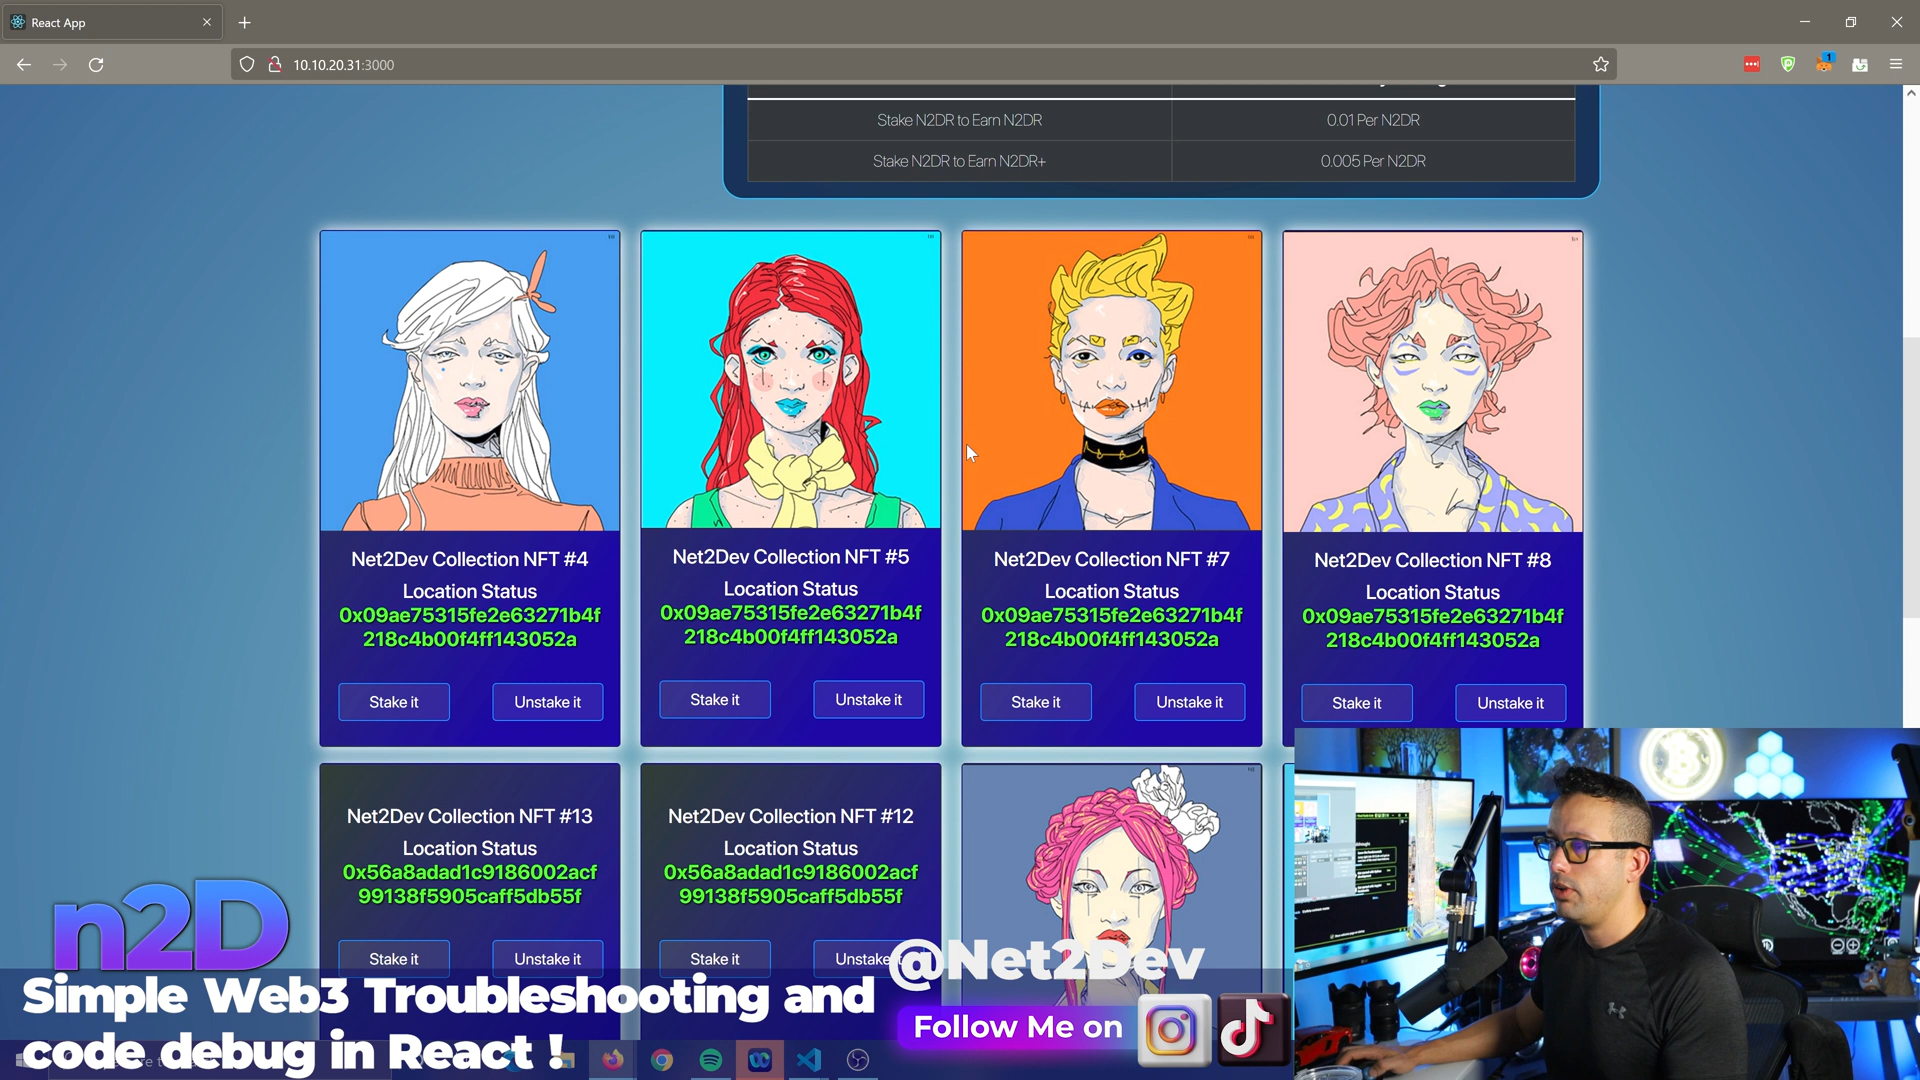 React App
10.10.20.31:3000
1
Stake N2DR to Earn N2DR
0.01 Per N2DR
Stake N2DR to Earn N2DR+
0.005 Per N2DR
Net2Dev Collection NFT #4
Location Status
0x09ae75315fe2e63271b4f
218c4b00f4ff143052a
Stake it
Unstake it
Net2Dev Collection NFT #5
Location Status
0x09ae75315fe2e63271b4f
218c4b00f4ff143052a
Stake it
Unstake it
Net2Dev Collection NFT #7
Location Status
0x09ae75315fe2e63271b4f
218c4b00f4ff143052a
Stake it
Unstake it
Net2Dev Collection NFT #8
Location Status
0x09ae75315fe2e63271b4f
218c4b00f4ff143052a
Stake it
Unstake it
Net2Dev Collection NFT #13
Location Status
0x56a8adad1c9186002acf
99138f5905caff5db55f
Stake it
Unstake it
Net2Dev Collection NFT #12
Location Status
0x56a8adad1c9186002acf
99138f5905caff5db55f
Stake it
n2D
Simple Web3 Troubleshooting and
code debug in React !
@Net2Dev
Follow Me on